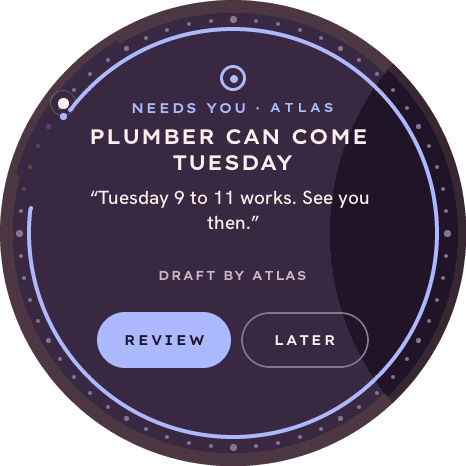 NEEDS YOU · ATLAS
PLUMBER CAN COME
TUESDAY
“Tuesday 9 to 11 works. See you
then.”
DRAFT BY ATLAS
REVIEW
LATER